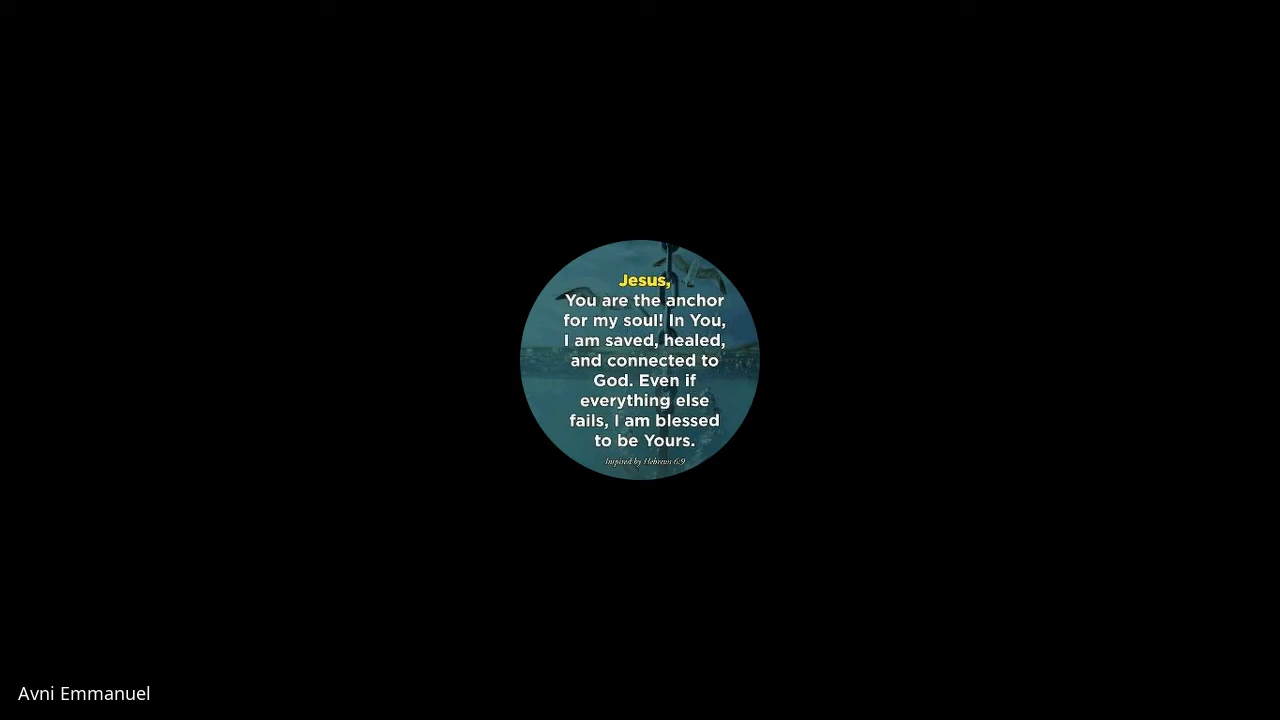 Jesus,
You are the anchor
for my soul! In You,
I am saved, healed,
and connected to
God. Even if
everything else
fails, I am blessed
to be Yours.
Inspired by Hebrews 6:9
Avni Emmanuel